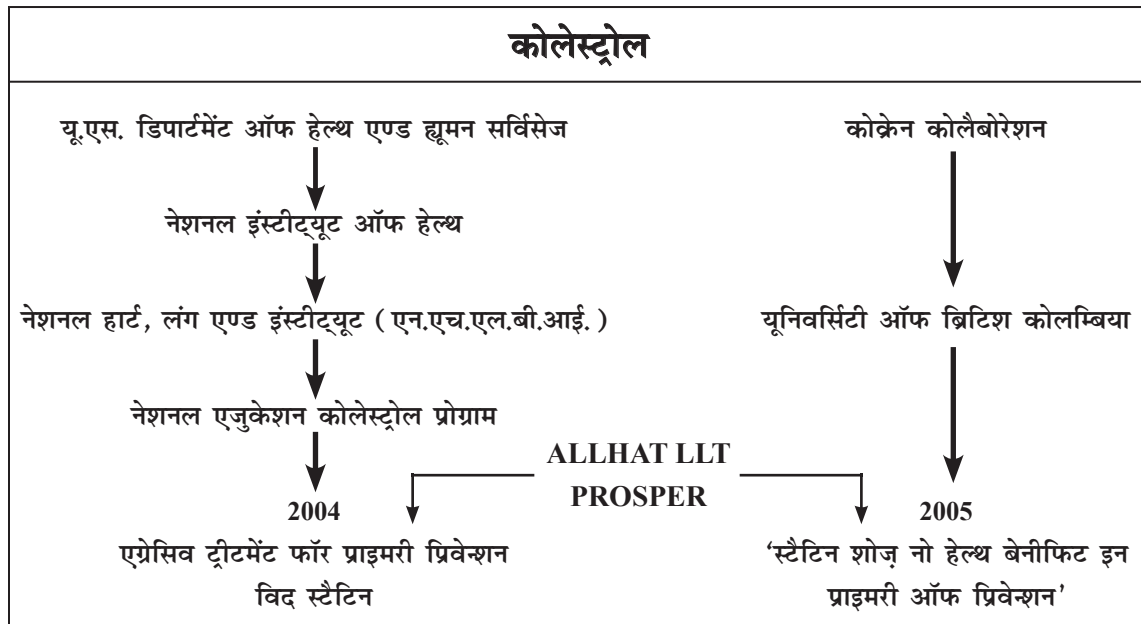 कोलेस्ट्रोल
यू.एस. डिपार्टमेंट ऑफ हेल्थ एण्ड ह्यूमन सर्विसेज
नेशनल इंस्टीट्यूट ऑफ हेल्थ
नेशनल हार्ट, लंग एण्ड इंस्टीट्यूट ( एन.एच.एल.बी.आई. )
नेशनल एजुकेशन कोलेस्ट्रोल प्रोग्राम
2004
एग्रेसिव ट्रीटमेंट फॉर प्राइमरी प्रिवेन्शन
विद स्टैटिन
ALLHAT LLT
PROSPER
कोक्रेन कोलैबोरेशन
यूनिवर्सिटी ऑफ ब्रिटिश कोलम्बिया
2005
‘स्टैटिन शोज़ नो हेल्थ बेनीफिट इन
प्राइमरी ऑफ प्रिवेन्शन’